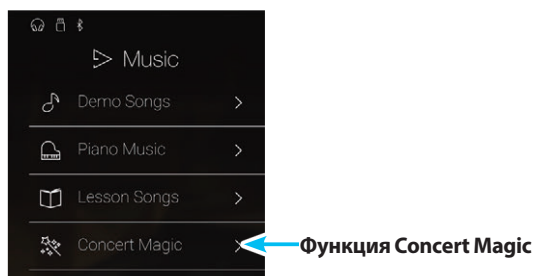 Music
Demo Songs
Piano Music
Lesson Songs
Concert Magic
Функция Concert Magic